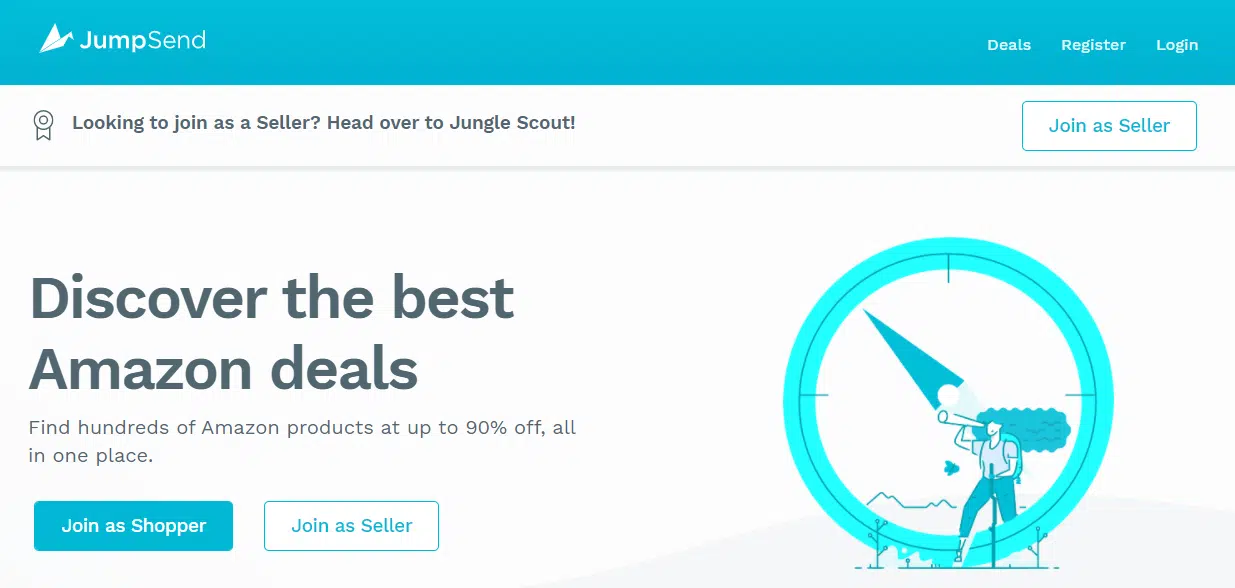 JumpSend
Deals
Register
Login
Looking to join as a Seller? Head over to Jungle Scout!
Join as Seller
Discover the best
Amazon deals
Find hundreds of Amazon products at up to 90% off, all
in one place.
Join as Shopper
Join as Seller